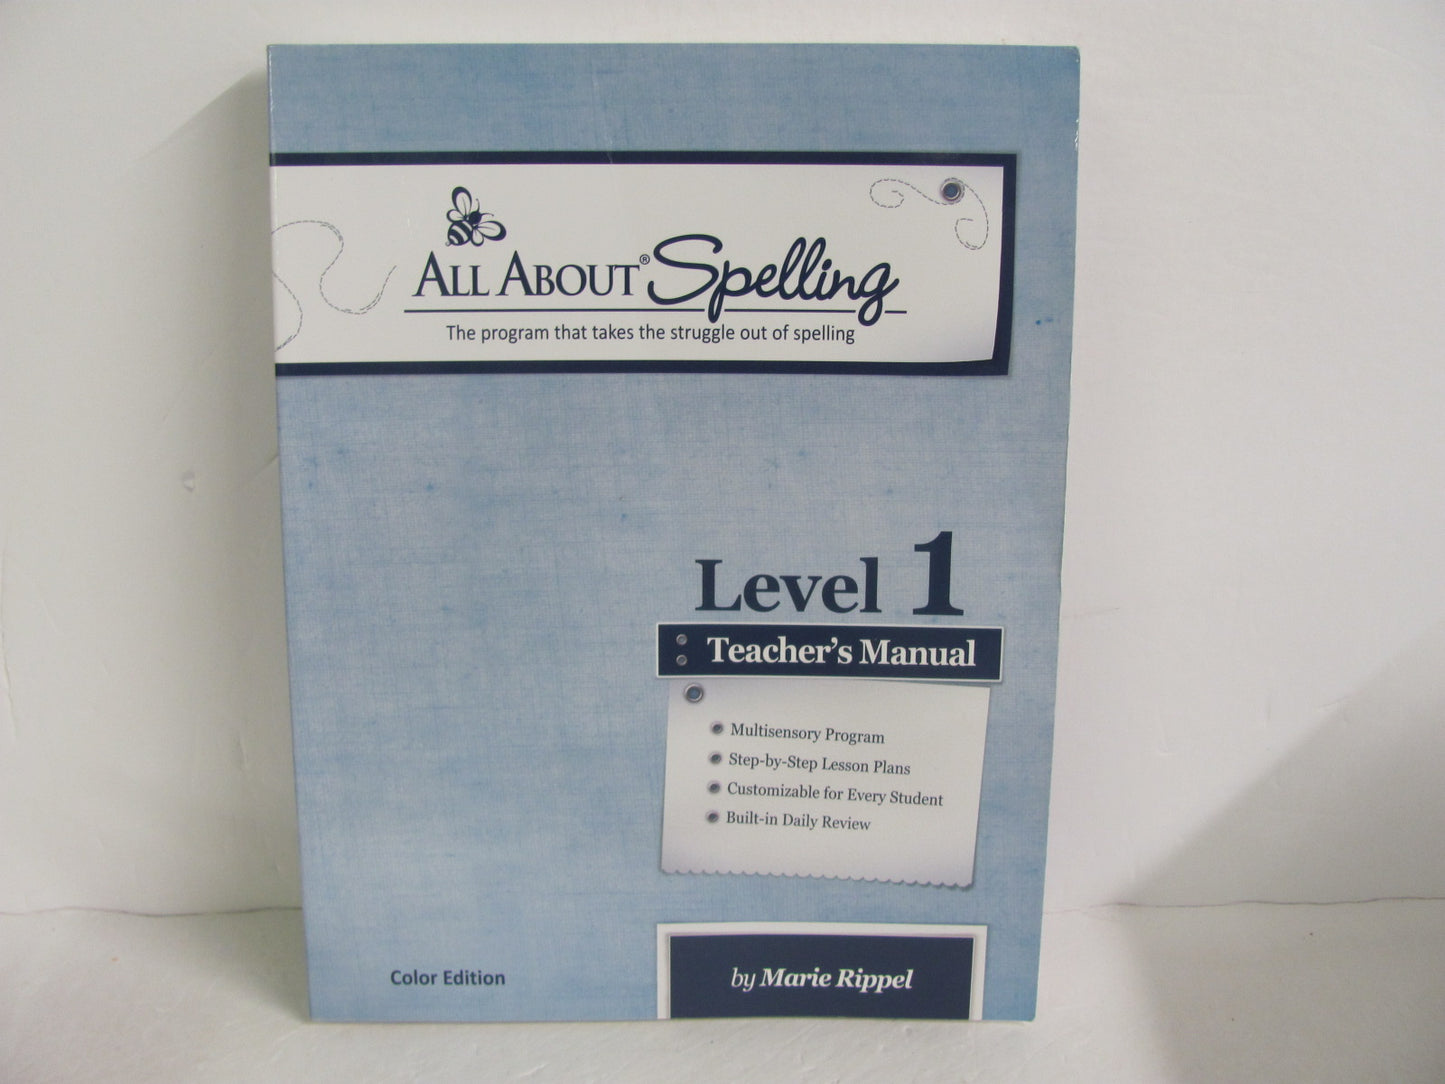 ALL ABOUT® Spelling
The program that takes the struggle out of spelling
Level 1
Teacher's Manual
Multisensory Program
Step-by-Step Lesson Plans
Customizable for Every Student
Built-in Daily Review
Color Edition
by Marie Rippel